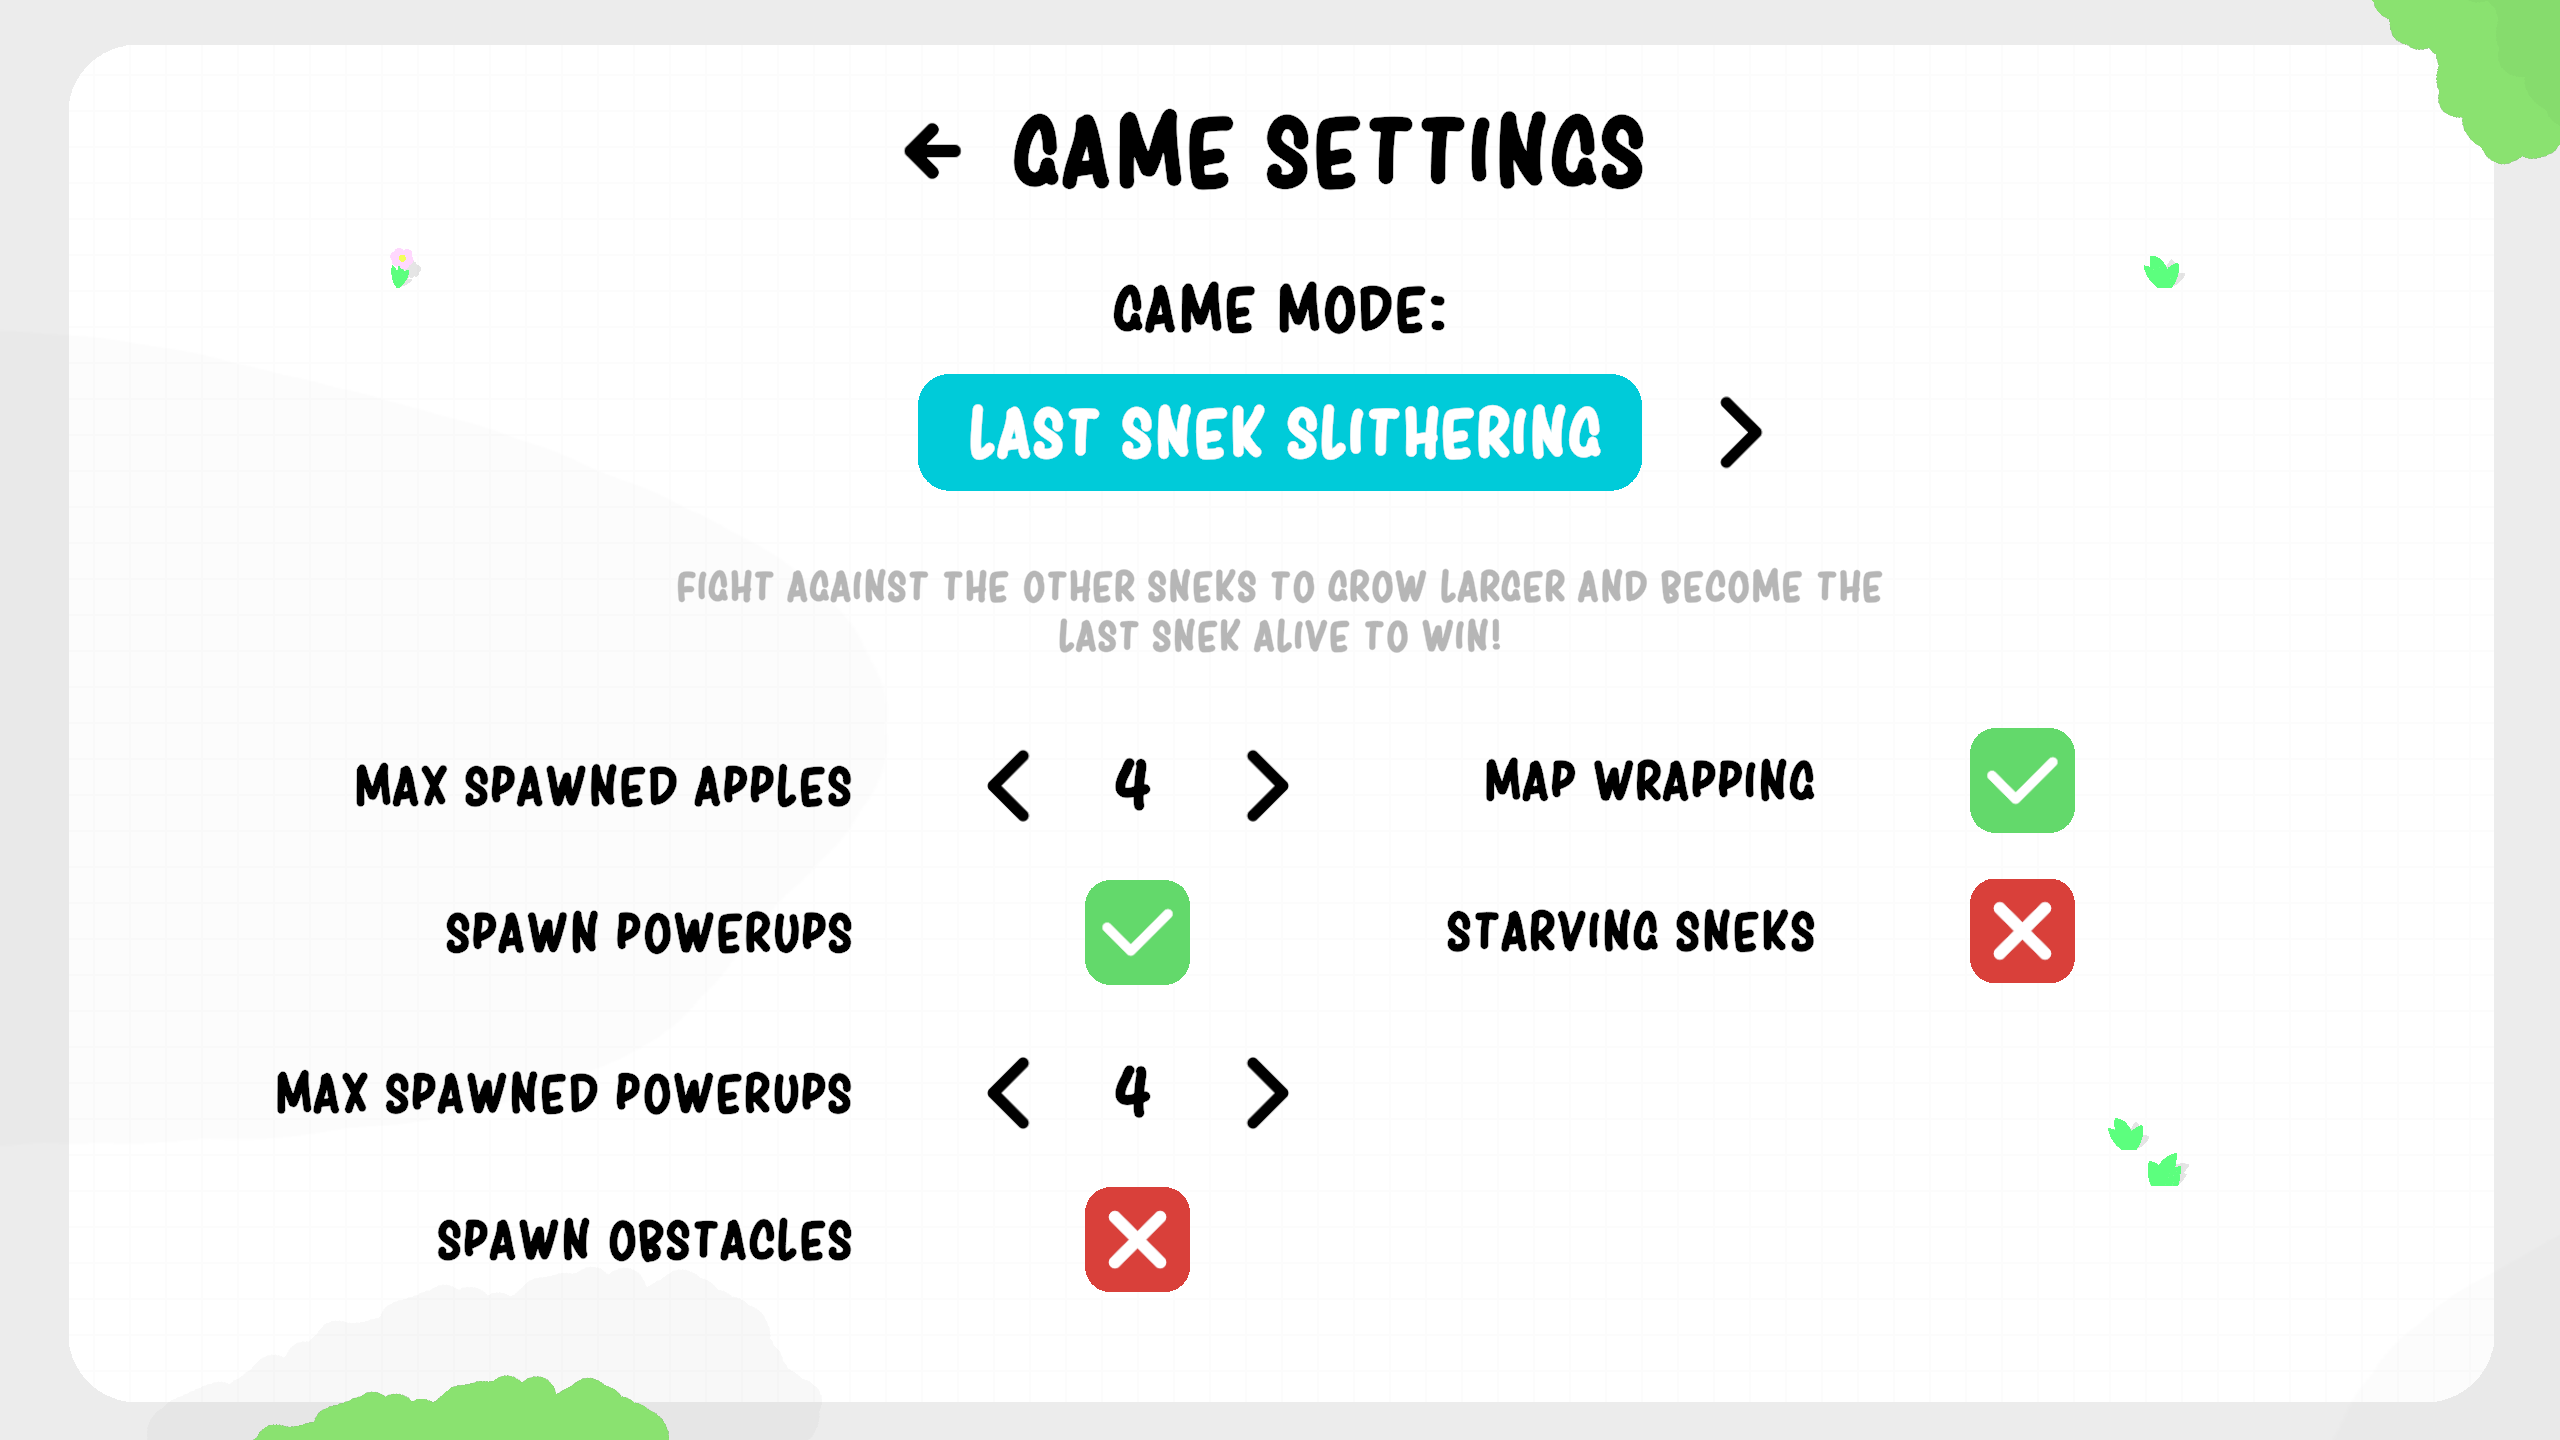 GAME SETTINGS
GAME MODE:
LAST SNEK SLITHERING
FIGHT AGAINST THE OTHER SNEKS TO GROW LARGER AND BECOME THE
LAST SNEK ALIVE TO WIN!
MAX SPAWNED APPLES 4
SPAWN POWERUPS
MAX SPAWNED POWERUPS 4
SPAWN OBSTACLES
MAP WRAPPING
STARVING SNEKS